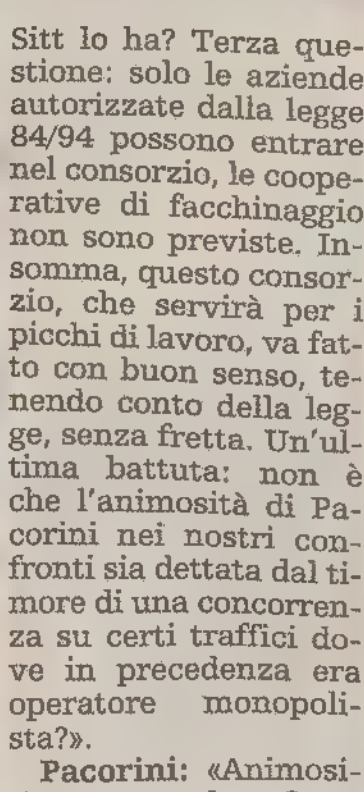 Sitt lo ha? Terza que-
stione: solo le aziende
autorizzate dalla legge
84/94 possono entrare
nel consorzio, le coope-
rative di facchinaggio
non sono previste. In-
somma, questo consor-
zio, che servirà per i
picchi di lavoro, va fat-
to con buon senso, te-
nendo conto della leg-
ge, senza fretta. Un'ul-
tima battuta: non è
che l'animosità di Pa-
corini nei nostri con-
fronti sia dettata dal ti-
more di una concorren-
za su certi traffici do-
ve in precedenza era
operatore monopoli-
sta?».
Pacorini: «Animosi-